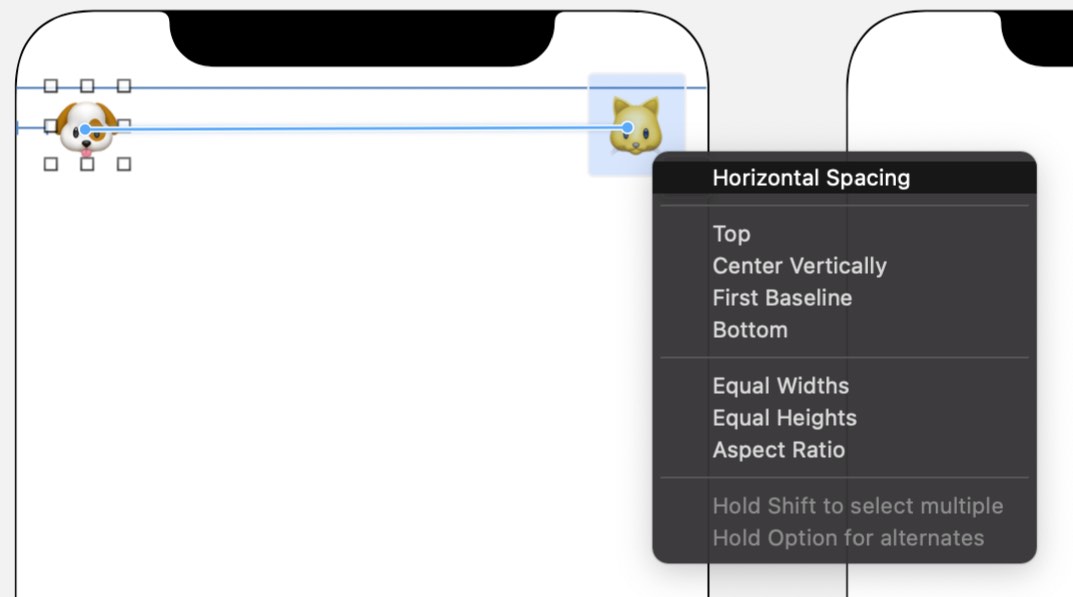 Horizontal Spacing
Top
Center Vertically
First Baseline
Bottom
Equal Widths
Equal Heights
Aspect Ratio
Hold Shift to select multiple
Hold Option for alternates